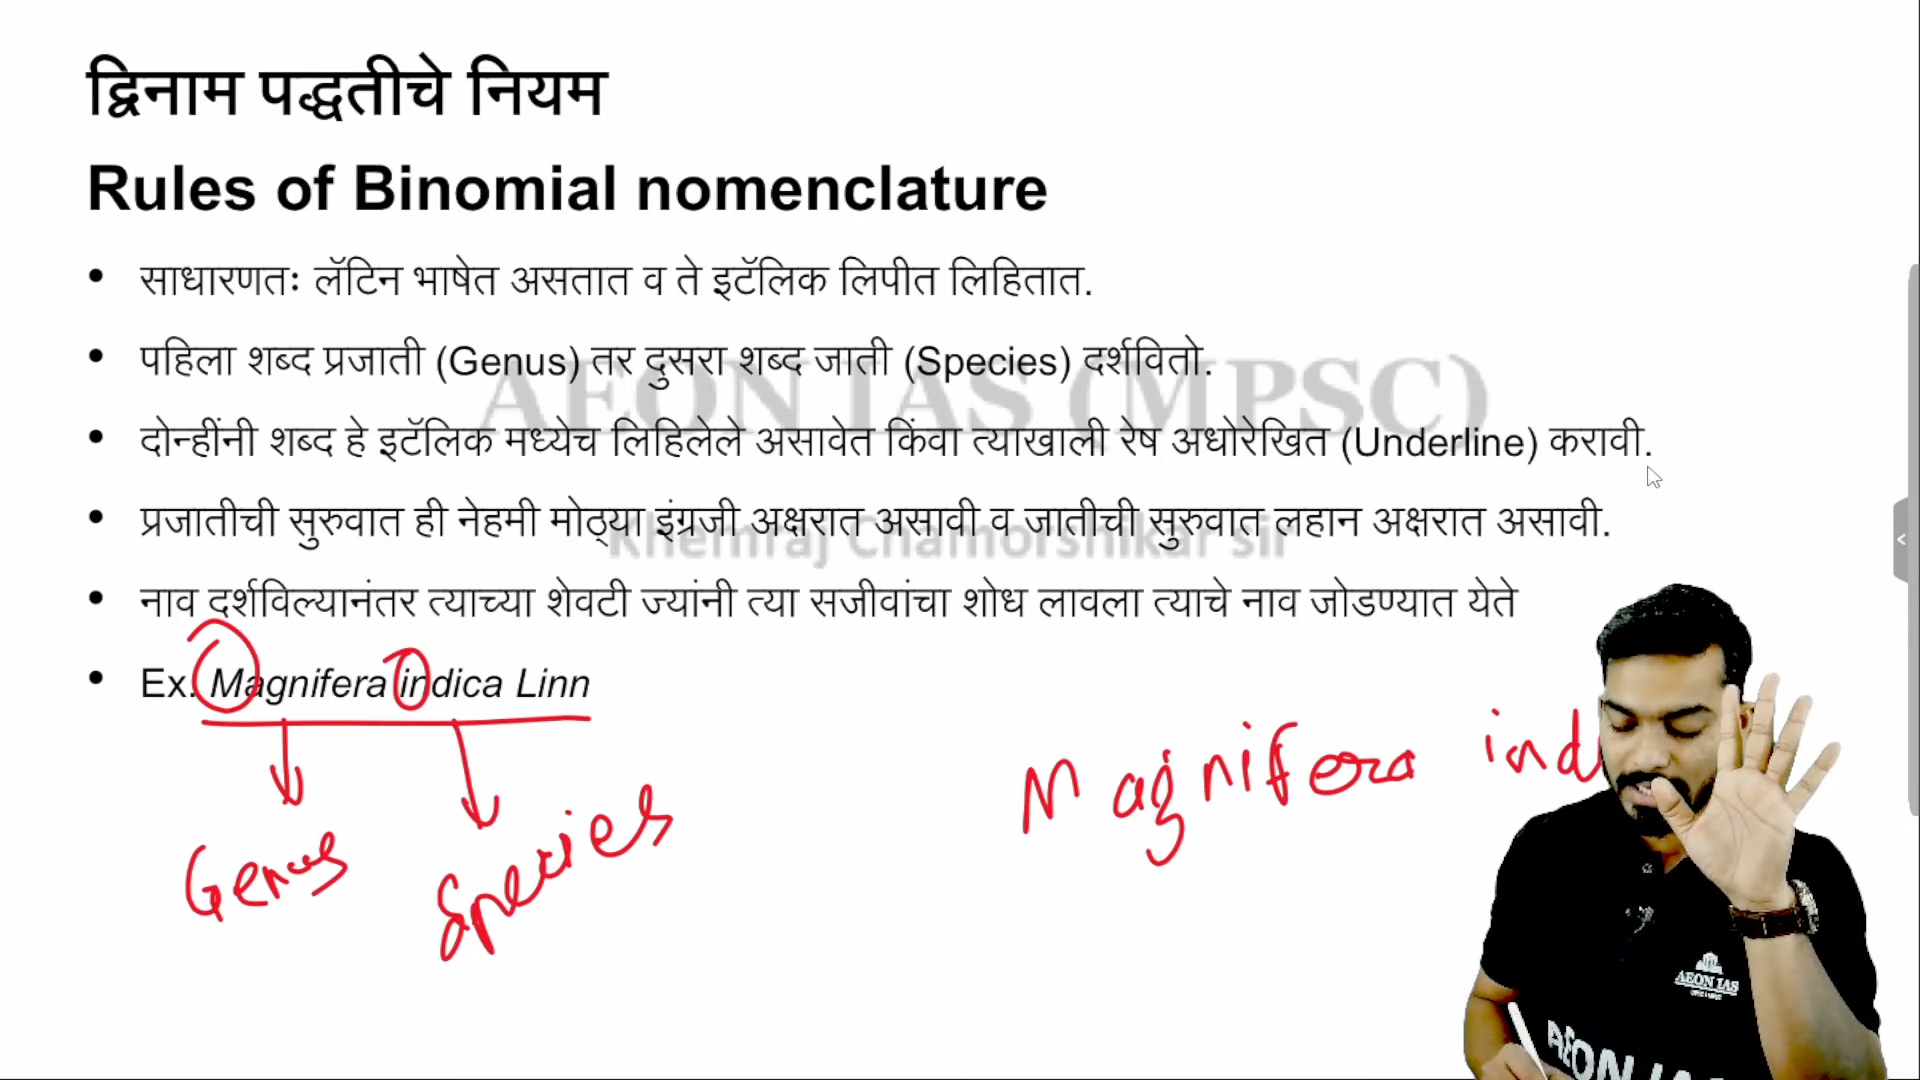 द्विनाम पद्धतीचे नियम
Rules of Binomial nomenclature
• साधारणतः लॅटिन भाषेत असतात व ते इटॅलिक लिपीत लिहितात.
• पहिला शब्द प्रजाती (Genus) तर दुसरा शब्द जाती (Species) दर्शवितो.
AEON IAS (MPSC)
• दोन्हींनी शब्द हे इटॅलिक मध्येच लिहिलेले असावेत किंवा त्याखाली रेष अधोरेखित (Underline) करावी.
• प्रजातीची सुरुवात ही नेहमी मोठ्या इंग्रजी अक्षरात असावी व जातीची सुरुवात लहान अक्षरात असावी.
Khemraj Chamorshikar sir
• नाव दर्शविल्यानंतर त्याच्या शेवटी ज्यांनी त्या सजीवांचा शोध लावला त्याचे नाव जोडण्यात येते
• Ex. Magnifera indica Linn
Magnifera ind
Genus
Species
AEON IAS